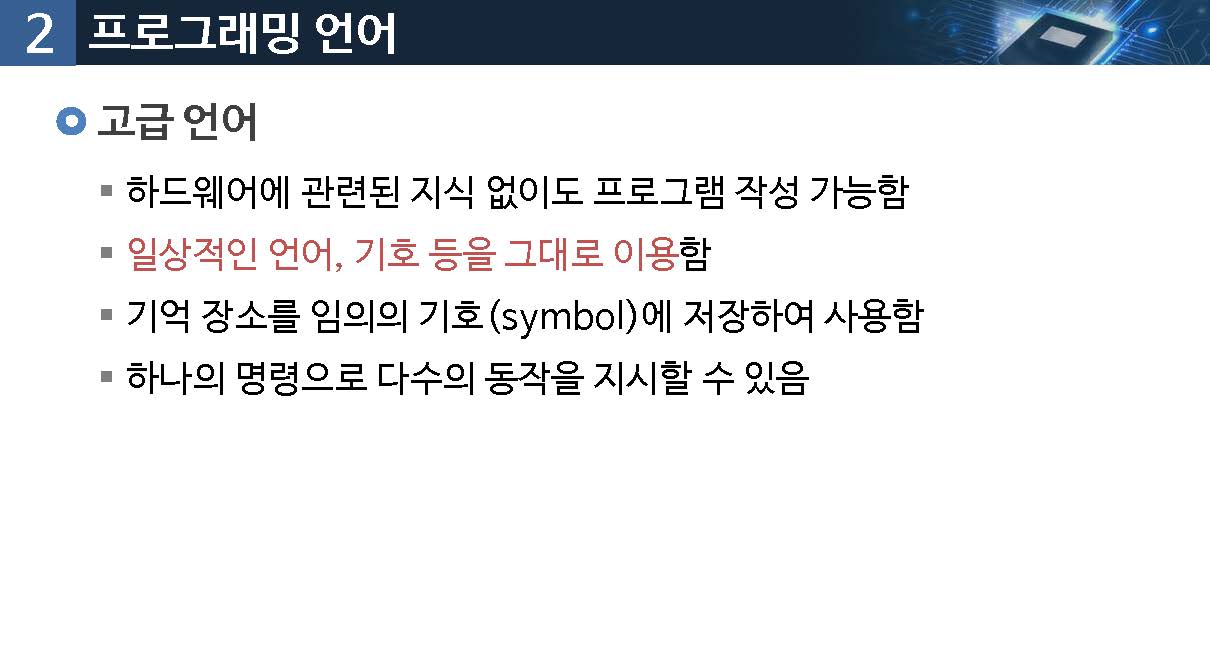 2 프로그래밍 언어
고급 언어
하드웨어에 관련된 지식 없이도 프로그램 작성 가능함
일상적인 언어, 기호 등을 그대로 이용함
기억 장소를 임의의 기호(symbol)에 저장하여 사용함
하나의 명령으로 다수의 동작을 지시할 수 있음